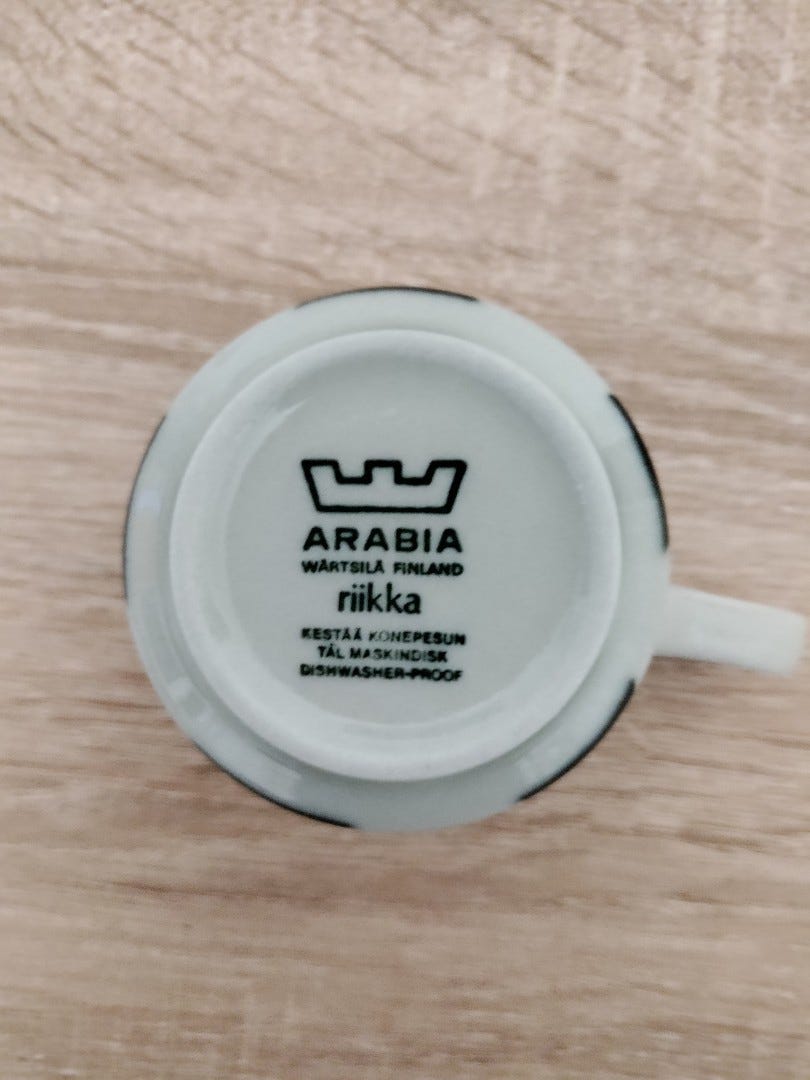 ARABIA
WÄRTSILÄ FINLAND
riikka
KESTÄÄ KONEPESUN
TÅL MASKINDISK
DISHWASHER-PROOF